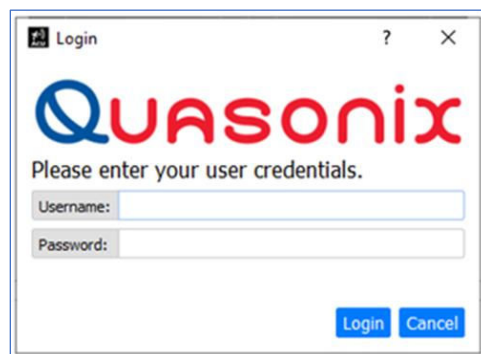 Login ? ×
Quasonix
Please enter your user credentials.
Username:
Password:
Login Cancel